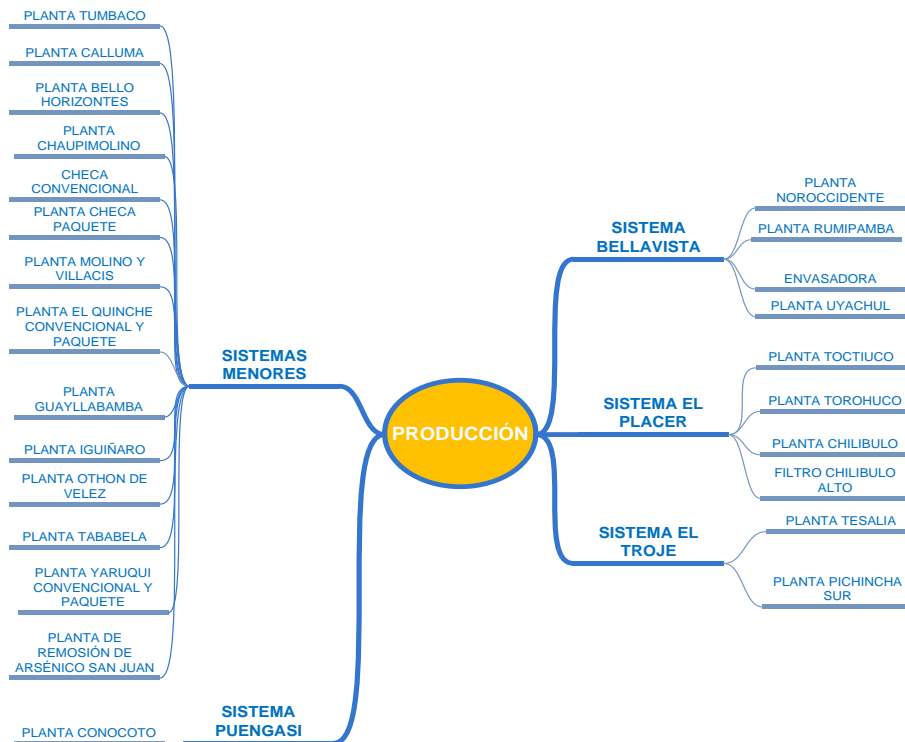 PLANTA TUMBACO
PLANTA CALLUMA
PLANTA BELLO
HORIZONTES
PLANTA
CHAUPIMOLINO
CHECA
CONVENCIONAL
PLANTA CHECA
PAQUETE
PLANTA MOLINO Y
VILLACIS
PLANTA EL QUINCHE
CONVENCIONAL Y
PAQUETE
PLANTA
GUAYLLABAMBA
PLANTA IGUIÑARO
PLANTA OTHON DE
VELEZ
PLANTA TABABELA
PLANTA YARUQUI
CONVENCIONAL Y
PAQUETE
PLANTA DE
REMOSIÓN DE
ARSÉNICO SAN JUAN
PLANTA CONOCOTO
SISTEMAS
MENORES
SISTEMA
PUENGASI
PRODUCCIÓN
SISTEMA
BELLAVISTA
SISTEMA EL
PLACER
SISTEMA EL
TROJE
PLANTA
NOROCCIDENTE
PLANTA RUMIPAMBA
ENVASADORA
PLANTA UYACHUL
PLANTA TOCTIUCO
PLANTA TOROHUCO
PLANTA CHILIBULO
FILTRO CHILIBULO
ALTO
PLANTA TESALIA
PLANTA PICHINCHA
SUR